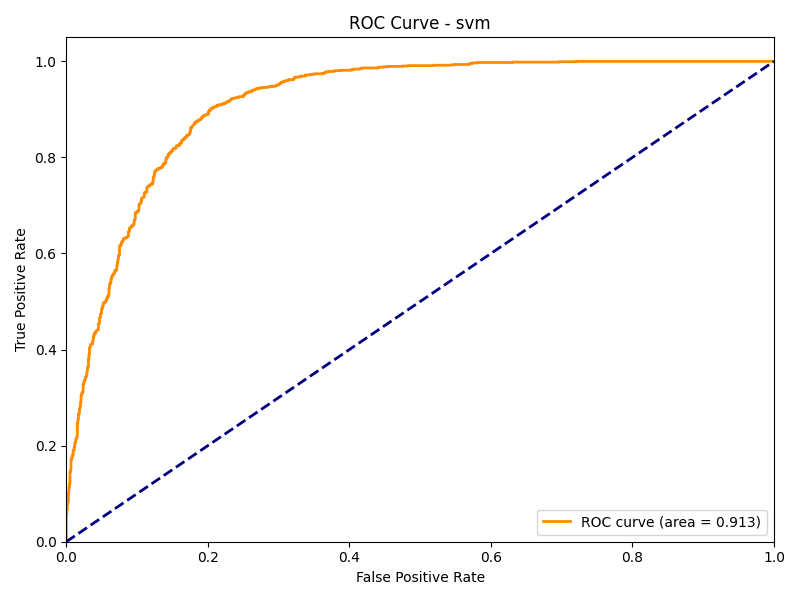 ROC Curve - svm
1.0
0.8
0.6
0.4
0.2
0.0
True Positive Rate
ROC curve (area = 0.913)
0.0 0.2 0.4 0.6 0.8 1.0
False Positive Rate